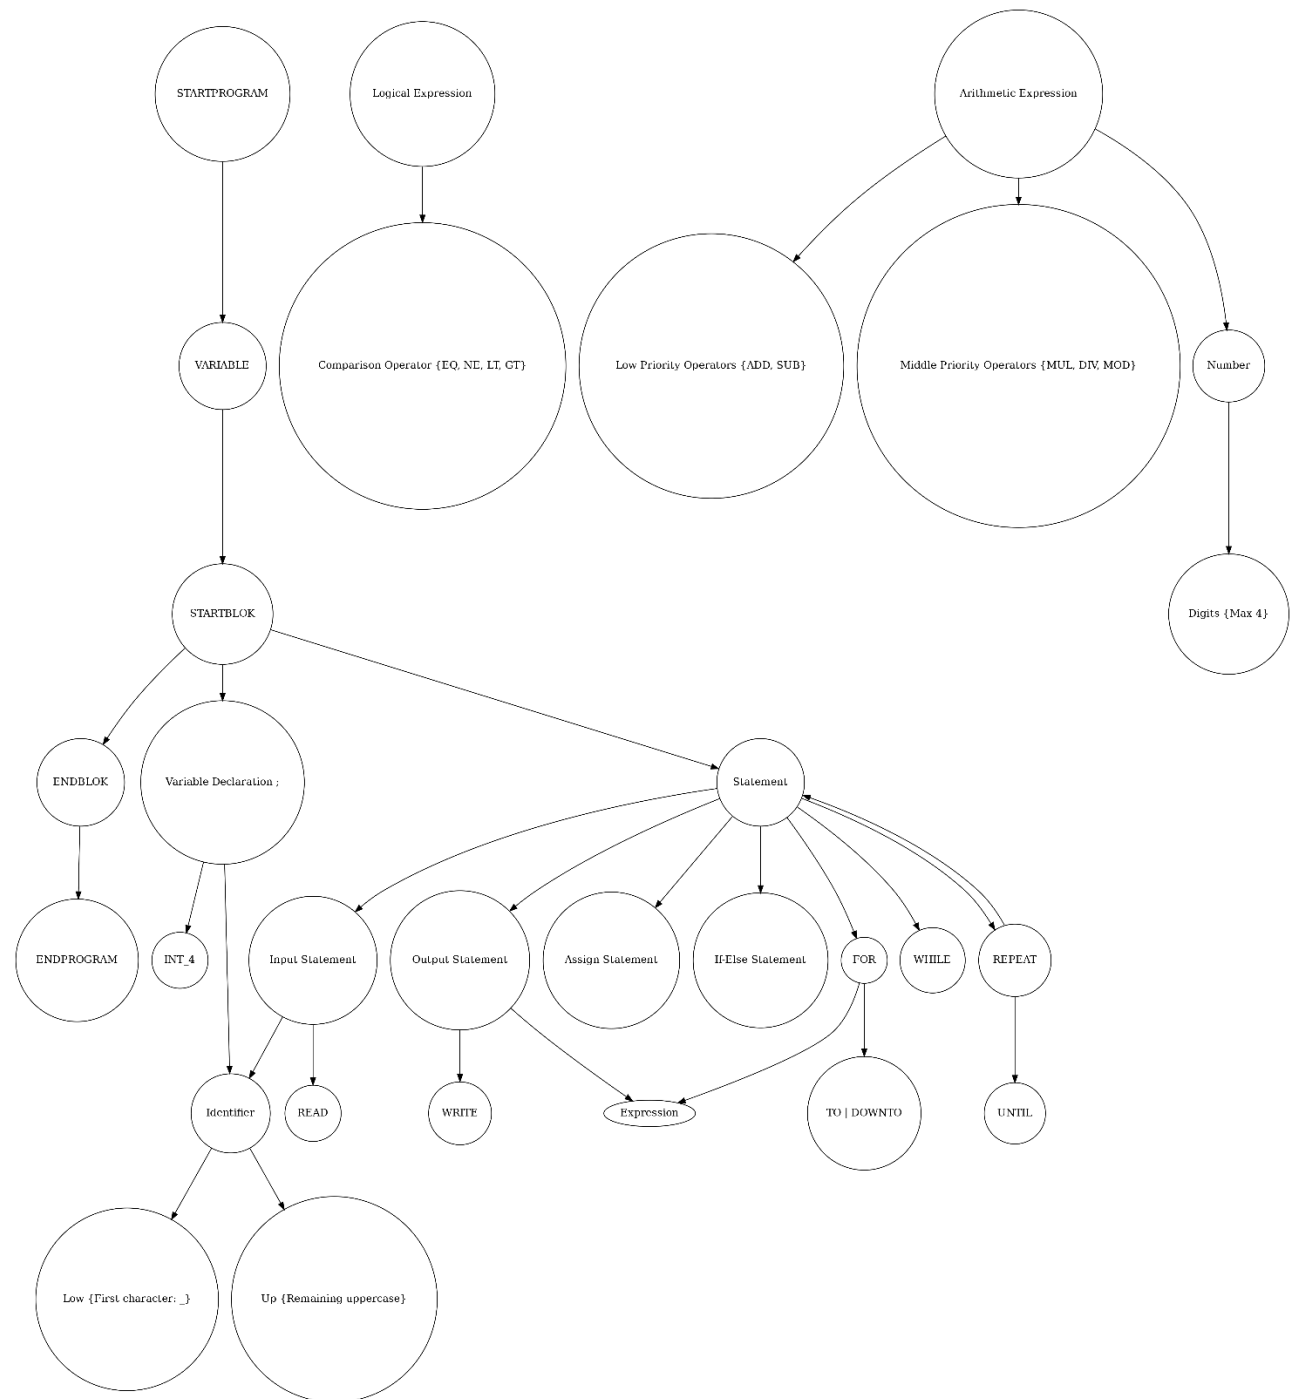 STARTPROGRAM
Logical Expression
Arithmetic Expression
VARIABLE
Comparison Operator {EQ, NE, LT, GT}
Low Priority Operators {ADD, SUB}
Middle Priority Operators {MUL, DIV, MOD}
Number
STARTBLOK
Digits {Max 4}
ENDBLOK
Variable Declaration ;
Statement
ENDPROGRAM
INT_4
Input Statement
Output Statement
Assign Statement
If-Else Statement
FOR
WHILE
REPEAT
Identifier
READ
WRITE
Expression
TO | DOWNTO
UNTIL
Low {First character: _}
Up {Remaining uppercase}